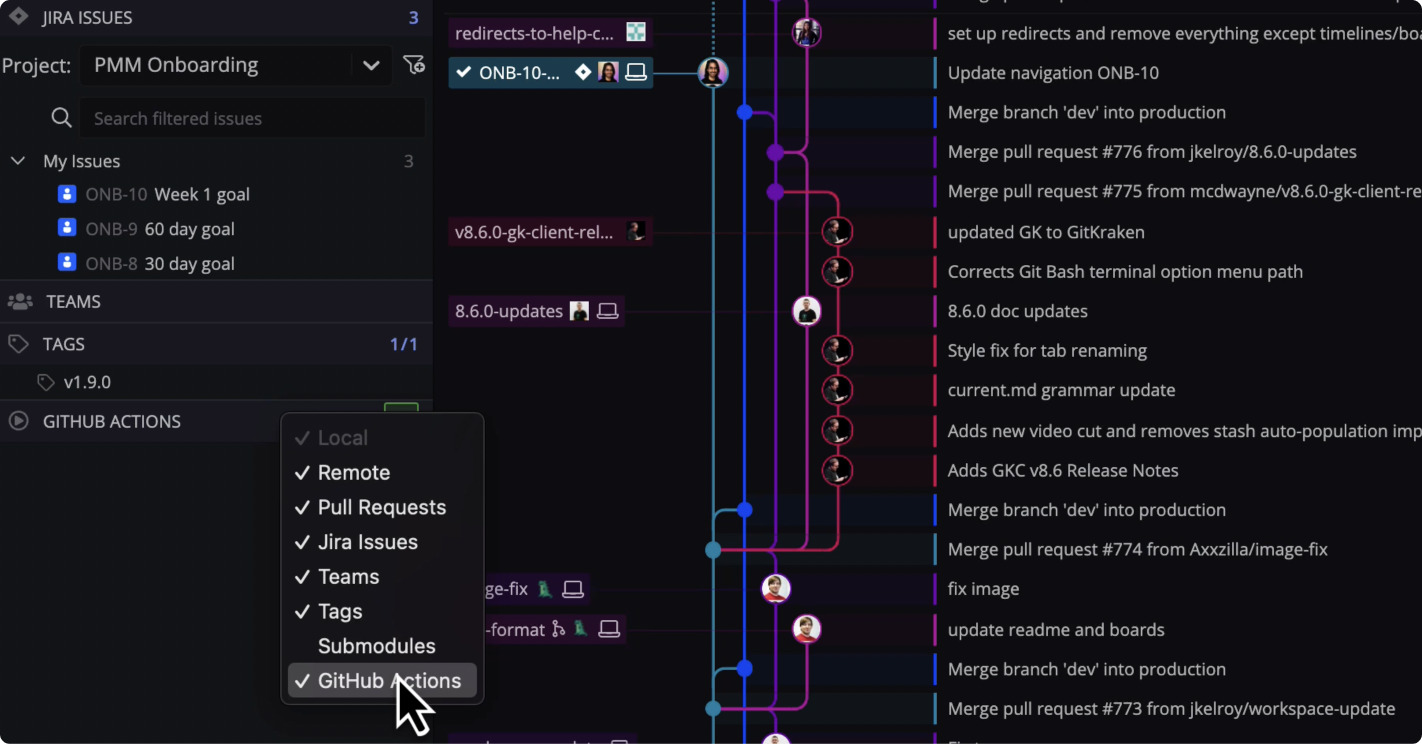 JIRA ISSUES 3
Project: PMM Onboarding
Search filtered issues
My Issues 3
ONB-10 Week 1 goal
ONB-9 60 day goal
ONB-8 30 day goal
TEAMS
TAGS 1/1
v1.9.0
GITHUB ACTIONS
Local
Remote
Pull Requests
Jira Issues
Teams
Tags
Submodules
GitHub Actions
redirects-to-help-c...
ONB-10-...
v8.6.0-gk-client-rel...
8.6.0-updates
ge-fix
-format
set up redirects and remove everything except timelines/boa
Update navigation ONB-10
Merge branch 'dev' into production
Merge pull request #776 from jkelroy/8.6.0-updates
Merge pull request #775 from mcdwayne/v8.6.0-gk-client-re
updated GK to GitKraken
Corrects Git Bash terminal option menu path
8.6.0 doc updates
Style fix for tab renaming
current.md grammar update
Adds new video cut and removes stash auto-population imp
Adds GKC v8.6 Release Notes
Merge branch 'dev' into production
Merge pull request #774 from Axxzilla/image-fix
fix image
update readme and boards
Merge branch 'dev' into production
Merge pull request #773 from jkelroy/workspace-update